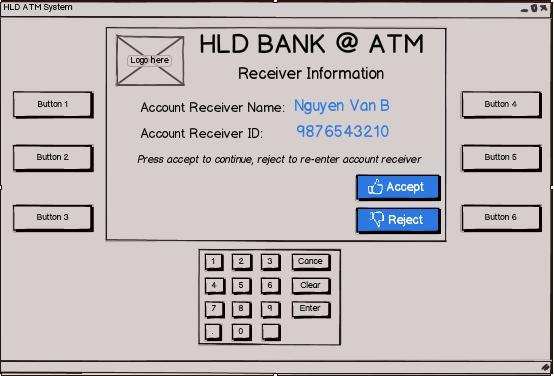 HLD ATM System
Logo here
HLD BANK @ ATM
Receiver Information
Account Receiver Name: Nguyen Van B
Account Receiver ID: 9876543210
Press accept to continue, reject to re-enter account receiver
Accept
Reject
Button 1
Button 2
Button 3
Button 4
Button 5
Button 6
1 2 3 Cance
4 5 6 Clear
7 8 9 Enter
. 0